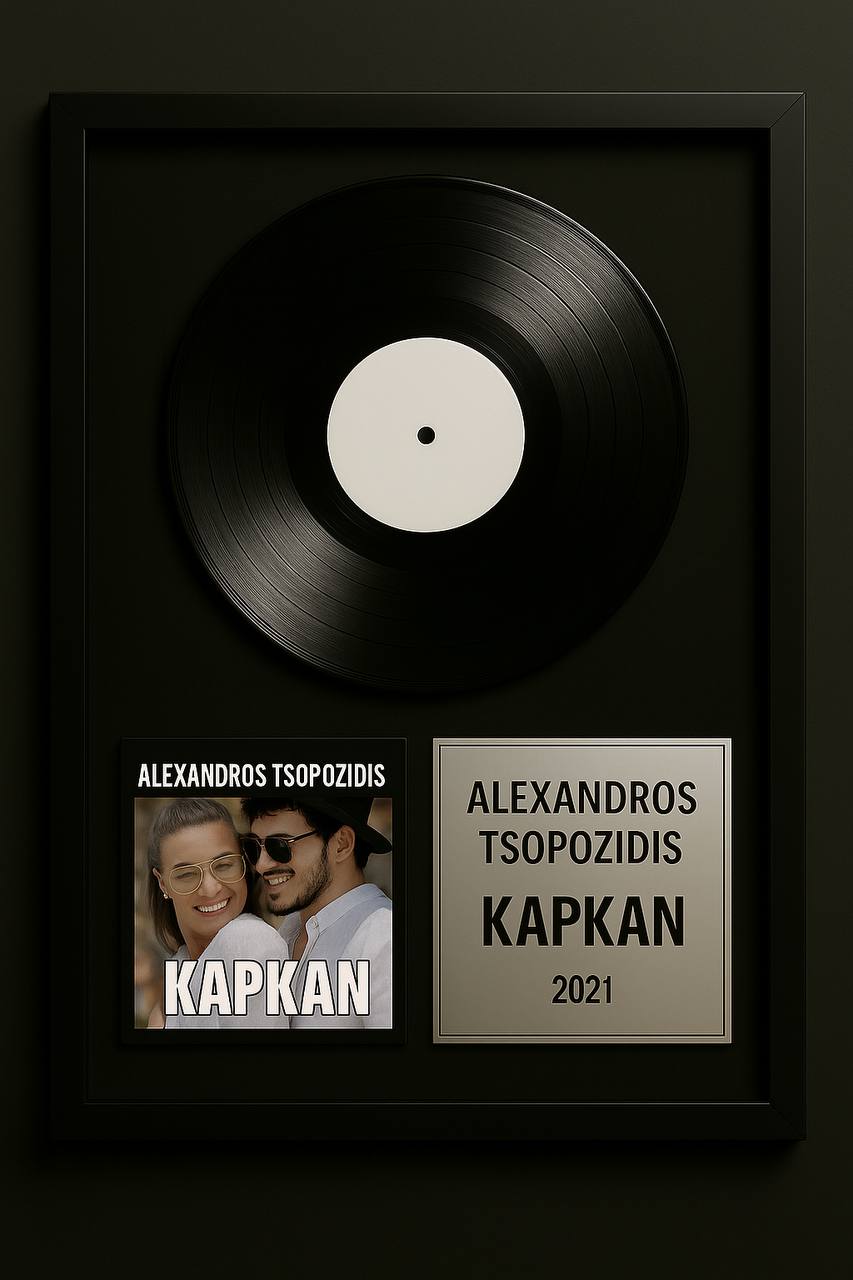 ALEXANDROS TSOPOZIDIS
KAPKAN
ALEXANDROS
TSOPOZIDIS
KAPKAN
2021